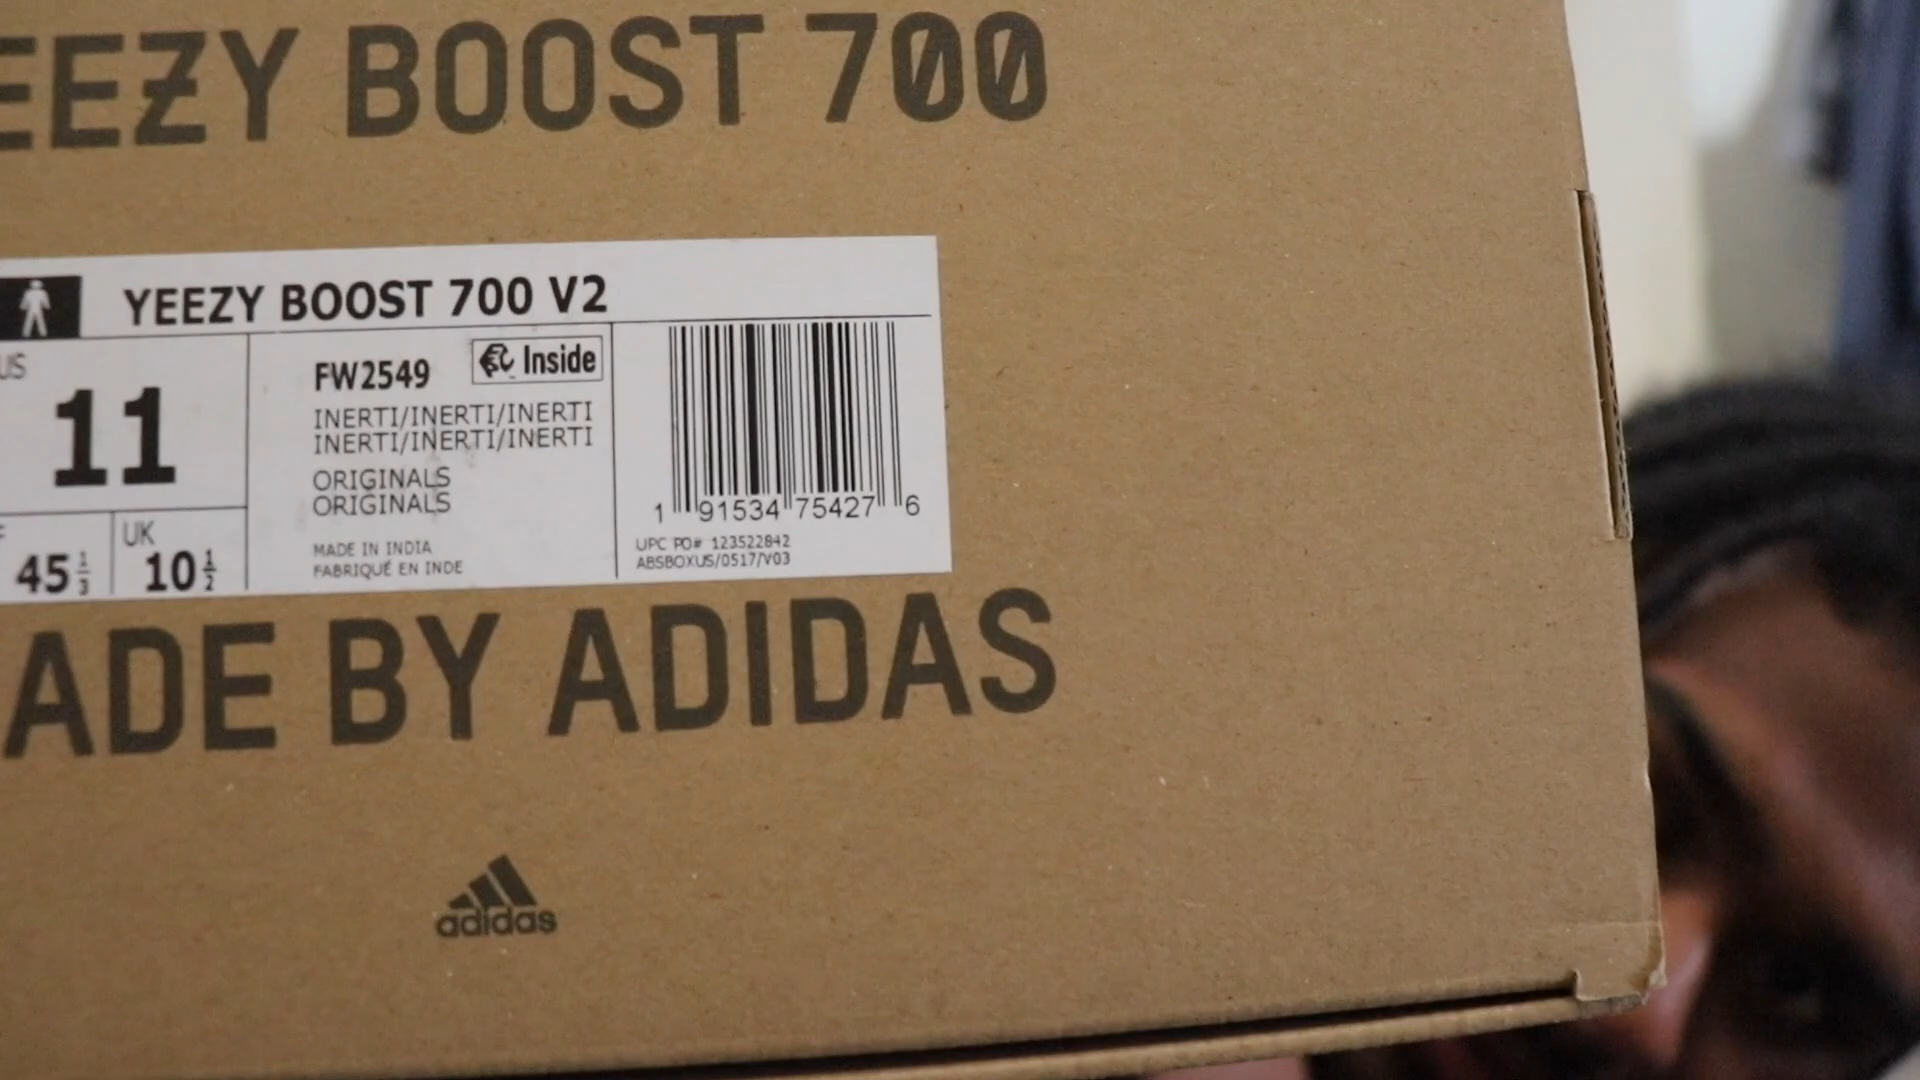 EEZY BOOST 700
YEEZY BOOST 700 V2
US
11
FW2549
Inside
INERTI/INERTI/INERTI
INERTI/INERTI/INERTI
ORIGINALS
ORIGINALS
1 91534 75427 6
F
45 1/3
UK
10 1/2
MADE IN INDIA
FABRIQUÉ EN INDE
UPC PO# 123522842
ABSBOXUS/0517/V03
ADE BY ADIDAS
adidas